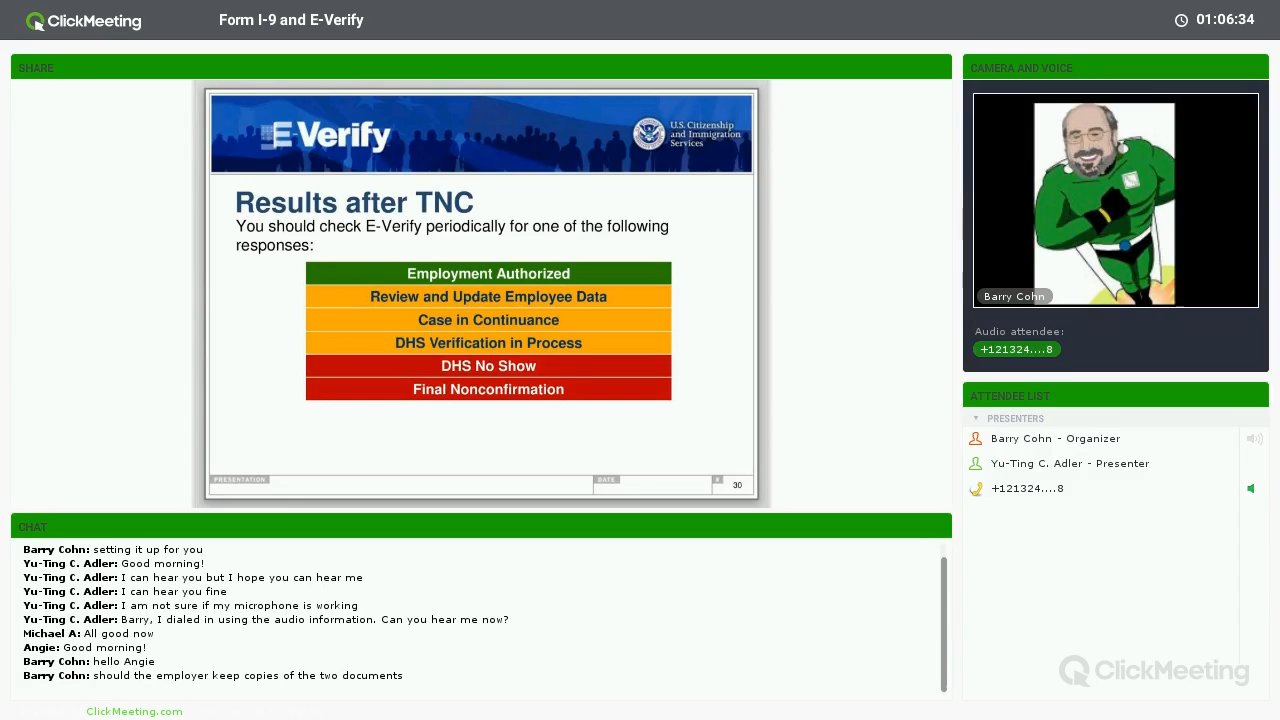 ClickMeeting
Form I-9 and E-Verify
01:06:34
SHARE
E-Verify
U.S. Citizenship
and Immigration
Services
Results after TNC
You should check E-Verify periodically for one of the following
responses:
Employment Authorized
Review and Update Employee Data
Case in Continuance
DHS Verification in Process
DHS No Show
Final Nonconfirmation
PRESENTATION
DATE
#
30
CHAT
Barry Cohn: setting it up for you
Yu-Ting C. Adler: Good morning!
Yu-Ting C. Adler: I can hear you but I hope you can hear me
Yu-Ting C. Adler: I can hear you fine
Yu-Ting C. Adler: I am not sure if my microphone is working
Yu-Ting C. Adler: Barry, I dialed in using the audio information. Can you hear me now?
Michael A: All good now
Angie: Good morning!
Barry Cohn: hello Angie
Barry Cohn: should the employer keep copies of the two documents
ClickMeeting.com
CAMERA AND VOICE
Barry Cohn
Audio attendee:
+121324....8
ATTENDEE LIST
PRESENTERS
Barry Cohn - Organizer
Yu-Ting C. Adler - Presenter
+121324....8
ClickMeeting